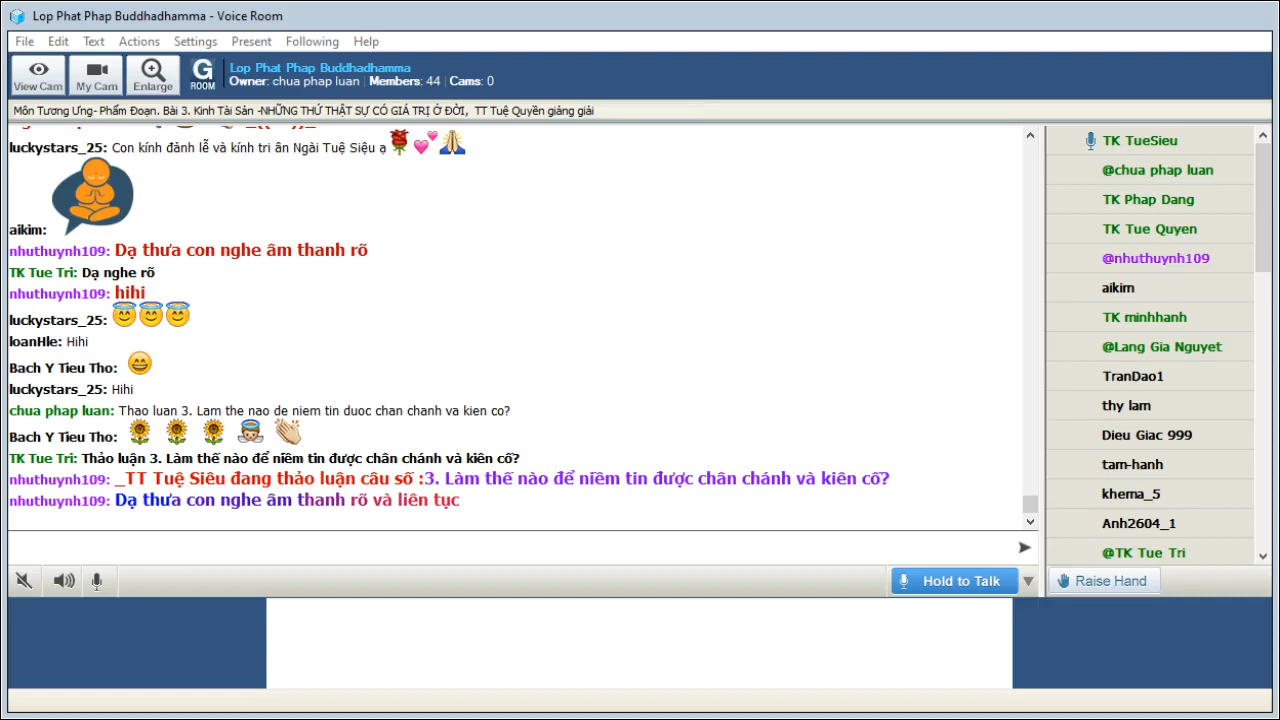 Lop Phat Phap Buddhadhamma - Voice Room
File Edit Text Actions Settings Present Following Help
View Cam My Cam Enlarge G ROOM
Lop Phat Phap Buddhadhamma
Owner: chua phap luan | Members: 44 | Cams: 0
Môn Tương Ưng- Phẩm Đoạn. Bài 3. Kinh Tài Sản -NHỮNG THỨ THẬT SỰ CÓ GIÁ TRỊ Ở ĐỜI, TT Tuệ Quyền giảng giải
luckystars_25: Con kính đảnh lễ và kính tri ân Ngài Tuệ Siệu ạ
aikim:
nhuthuynh109: Dạ thưa con nghe âm thanh rõ
TK Tue Tri: Dạ nghe rõ
nhuthuynh109: hihi
luckystars_25:
loanHle: Hihi
Bach Y Tieu Tho:
luckystars_25: Hihi
chua phap luan: Thao luan 3. Lam the nao de niem tin duoc chan chanh va kien co?
Bach Y Tieu Tho:
TK Tue Tri: Thảo luận 3. Làm thế nào để niềm tin được chân chánh và kiên cố?
nhuthuynh109: _TT Tuệ Siêu đang thảo luận câu số :3. Làm thế nào để niềm tin được chân chánh và kiên cố?
nhuthuynh109: Dạ thưa con nghe âm thanh rõ và liên tục
TK TueSieu
@chua phap luan
TK Phap Dang
TK Tue Quyen
@nhuthuynh109
aikim
TK minhhanh
@Lang Gia Nguyet
TranDao1
thy lam
Dieu Giac 999
tam-hanh
khema_5
Anh2604_1
@TK Tue Tri
Hold to Talk
Raise Hand